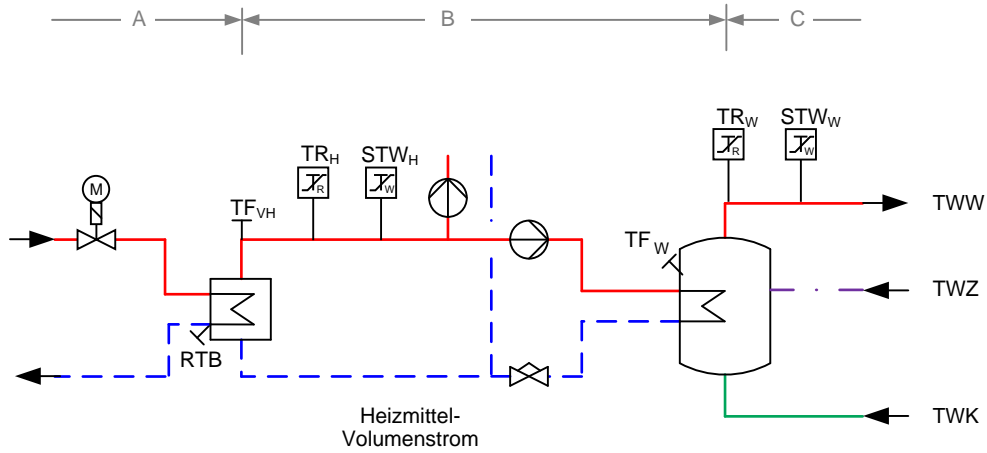 A
B
C
TR_W
STW_W
R
W
TR_H
STW_H
R
W
M
TF_VH
TWW
TF_W
TWZ
RTB
TWK
Heizmittel-
Volumenstrom